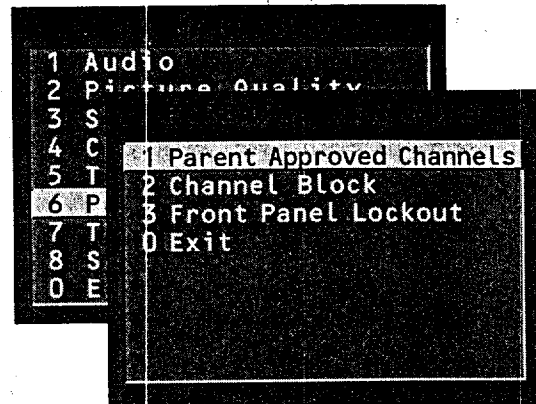 1 Audio
2 Picture Quality
3 S
4 C
5 T
6 P
7 T
8 S
0 E
1 Parent Approved Channels
2 Channel Block
3 Front Panel Lockout
0 Exit